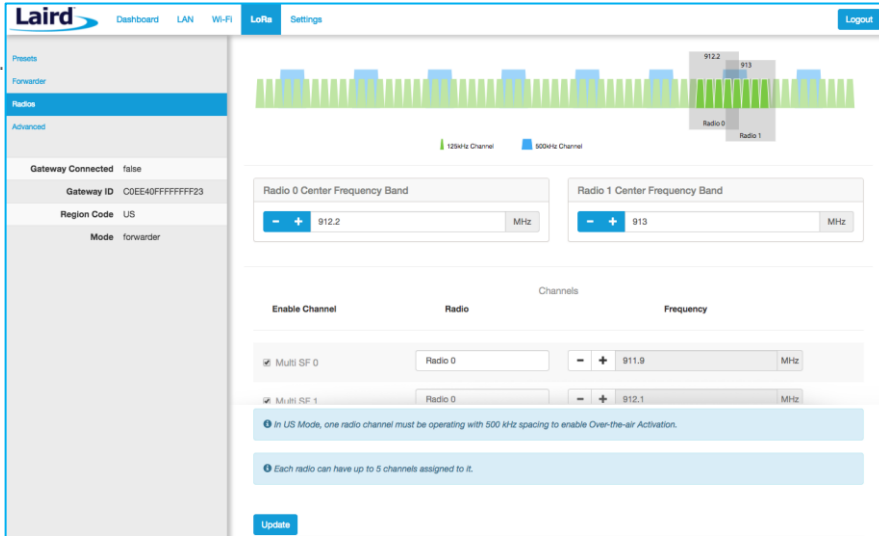 Laird
Dashboard LAN Wi-Fi LoRa Settings Logout
Presets
Forwarder
Radios
Advanced
Gateway Connected false
Gateway ID C0EE40FFFFFFFF23
Region Code US
Mode forwarder
912.2
913
Radio 0
Radio 1
125kHz Channel 500kHz Channel
Radio 0 Center Frequency Band Radio 1 Center Frequency Band
- + 912.2 MHz - + 913 MHz
Channels
Enable Channel Radio Frequency
Multi SF 0 Radio 0 - + 911.9 MHz
Multi SF 1 Radio 0 - + 912.1 MHz
In US Mode, one radio channel must be operating with 500 kHz spacing to enable Over-the-air Activation.
Each radio can have up to 5 channels assigned to it.
Update